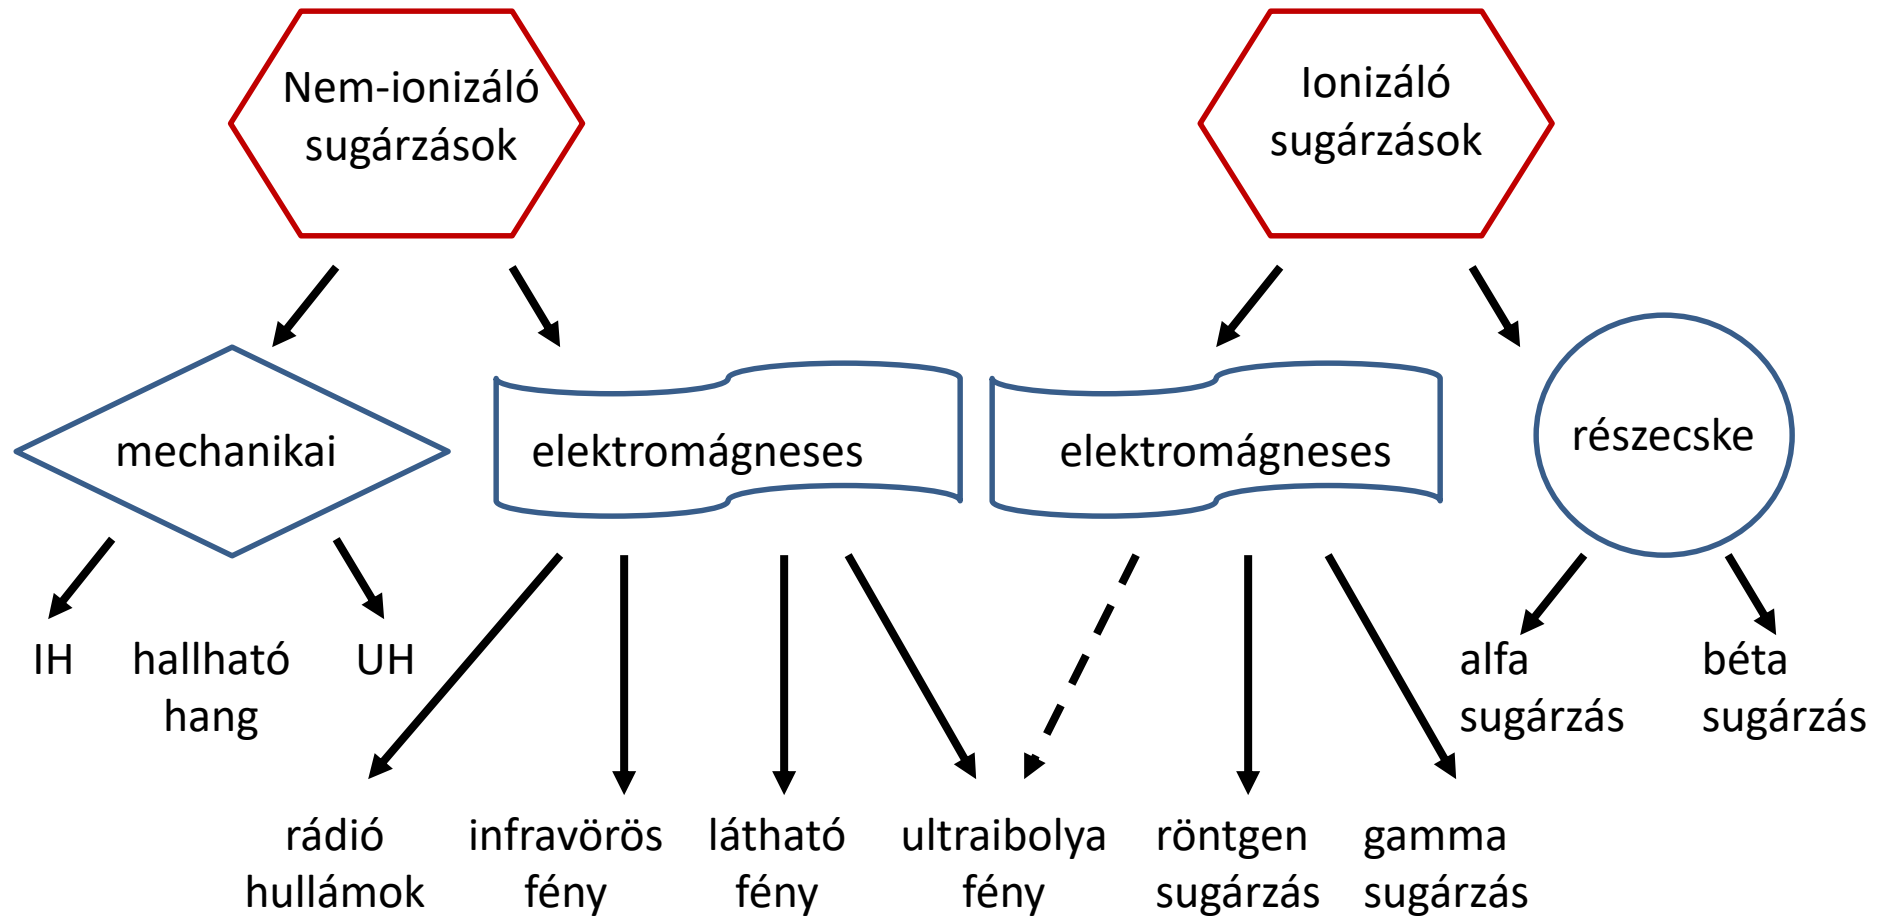 Nem-ionizáló
sugárzások
Ionizáló
sugárzások
mechanikai
elektromágneses
elektromágneses
részecske
IH
hallható
hang
UH
alfa
sugárzás
béta
sugárzás
rádió
hullámok
infravörös
fény
látható
fény
ultraibolya
fény
röntgen
sugárzás
gamma
sugárzás